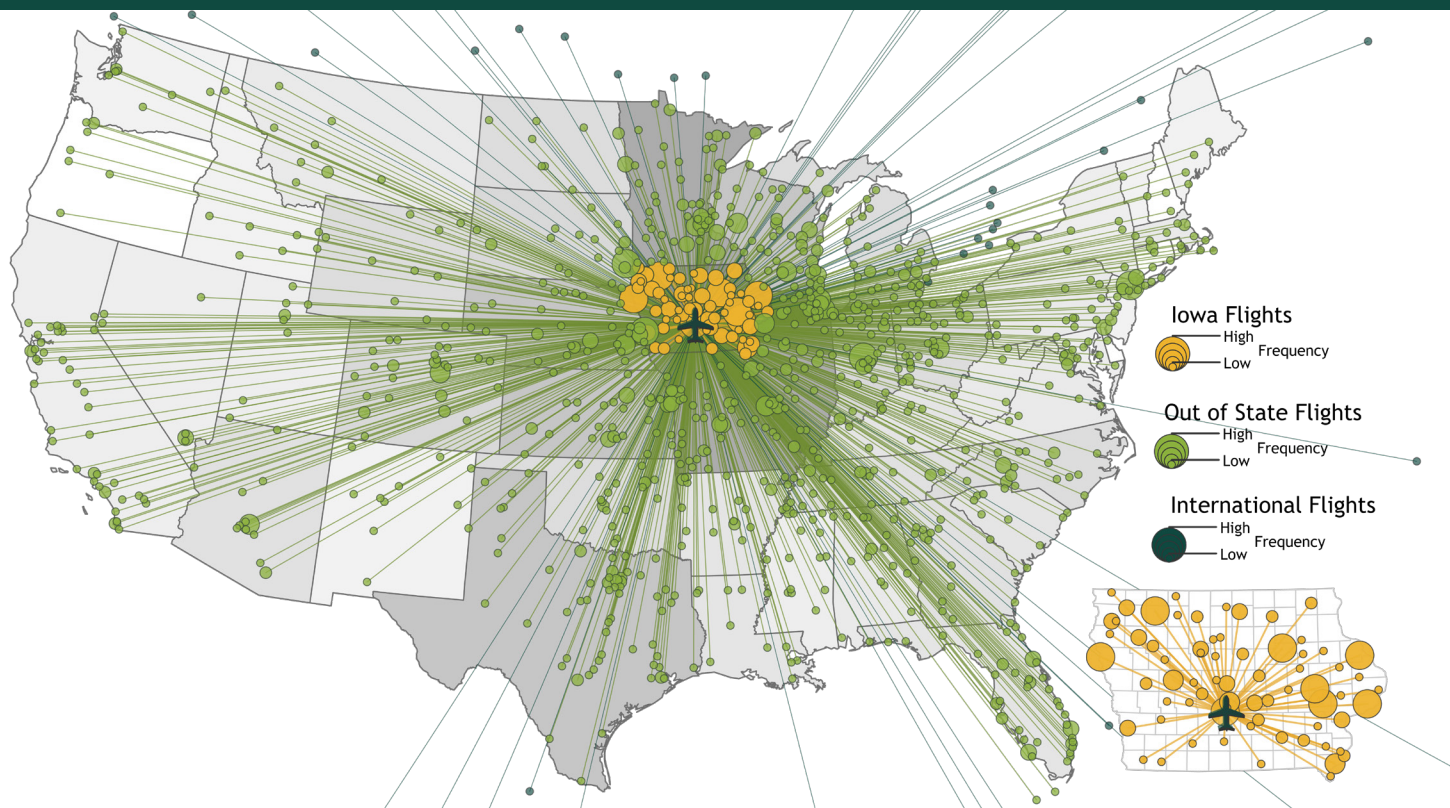 Iowa Flights
High
Frequency
Low
Out of State Flights
High
Frequency
Low
International Flights
High
Frequency
Low